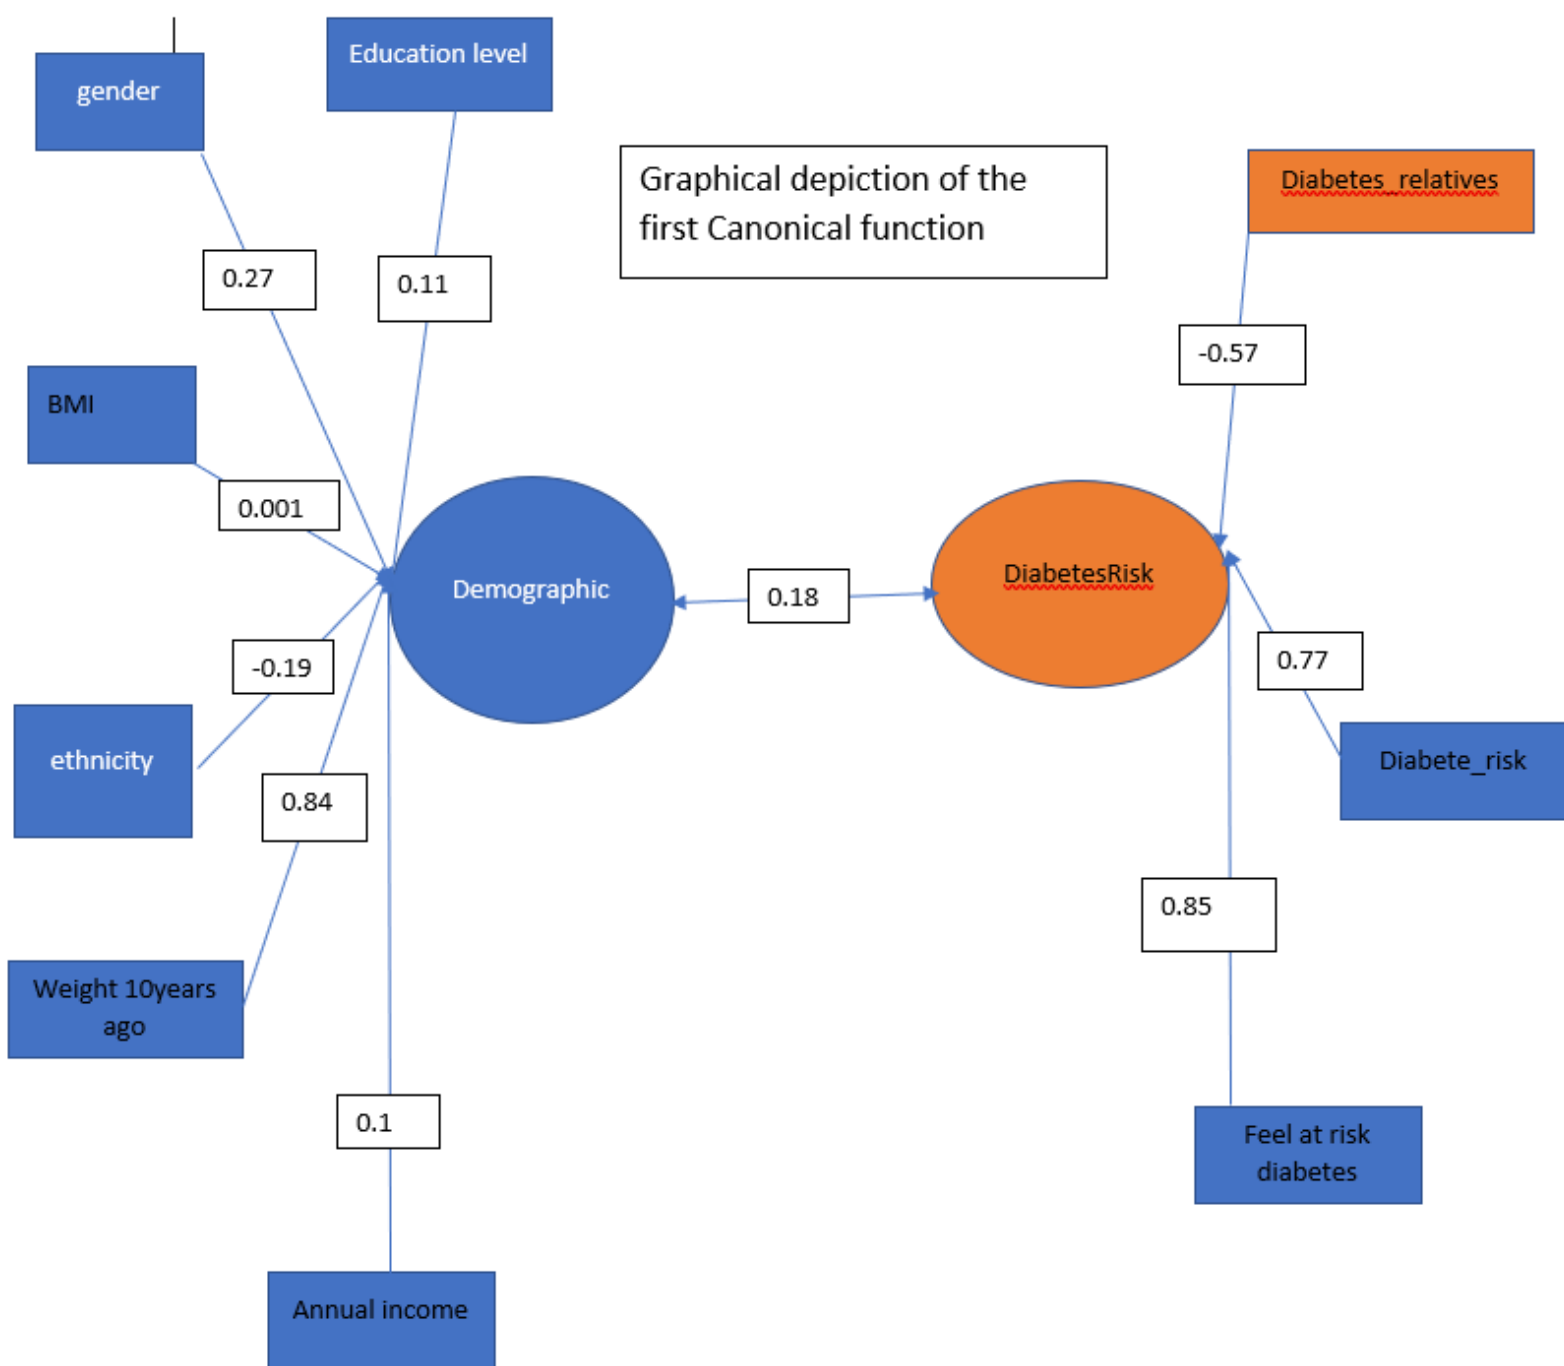 Education level
gender
Graphical depiction of the
first Canonical function
Diabetes_relatives
0.27
0.11
-0.57
BMI
0.001
Demographic
0.18
DiabetesRisk
-0.19
0.77
ethnicity
0.84
Diabete_risk
0.85
Weight 10years
ago
0.1
Feel at risk
diabetes
Annual income